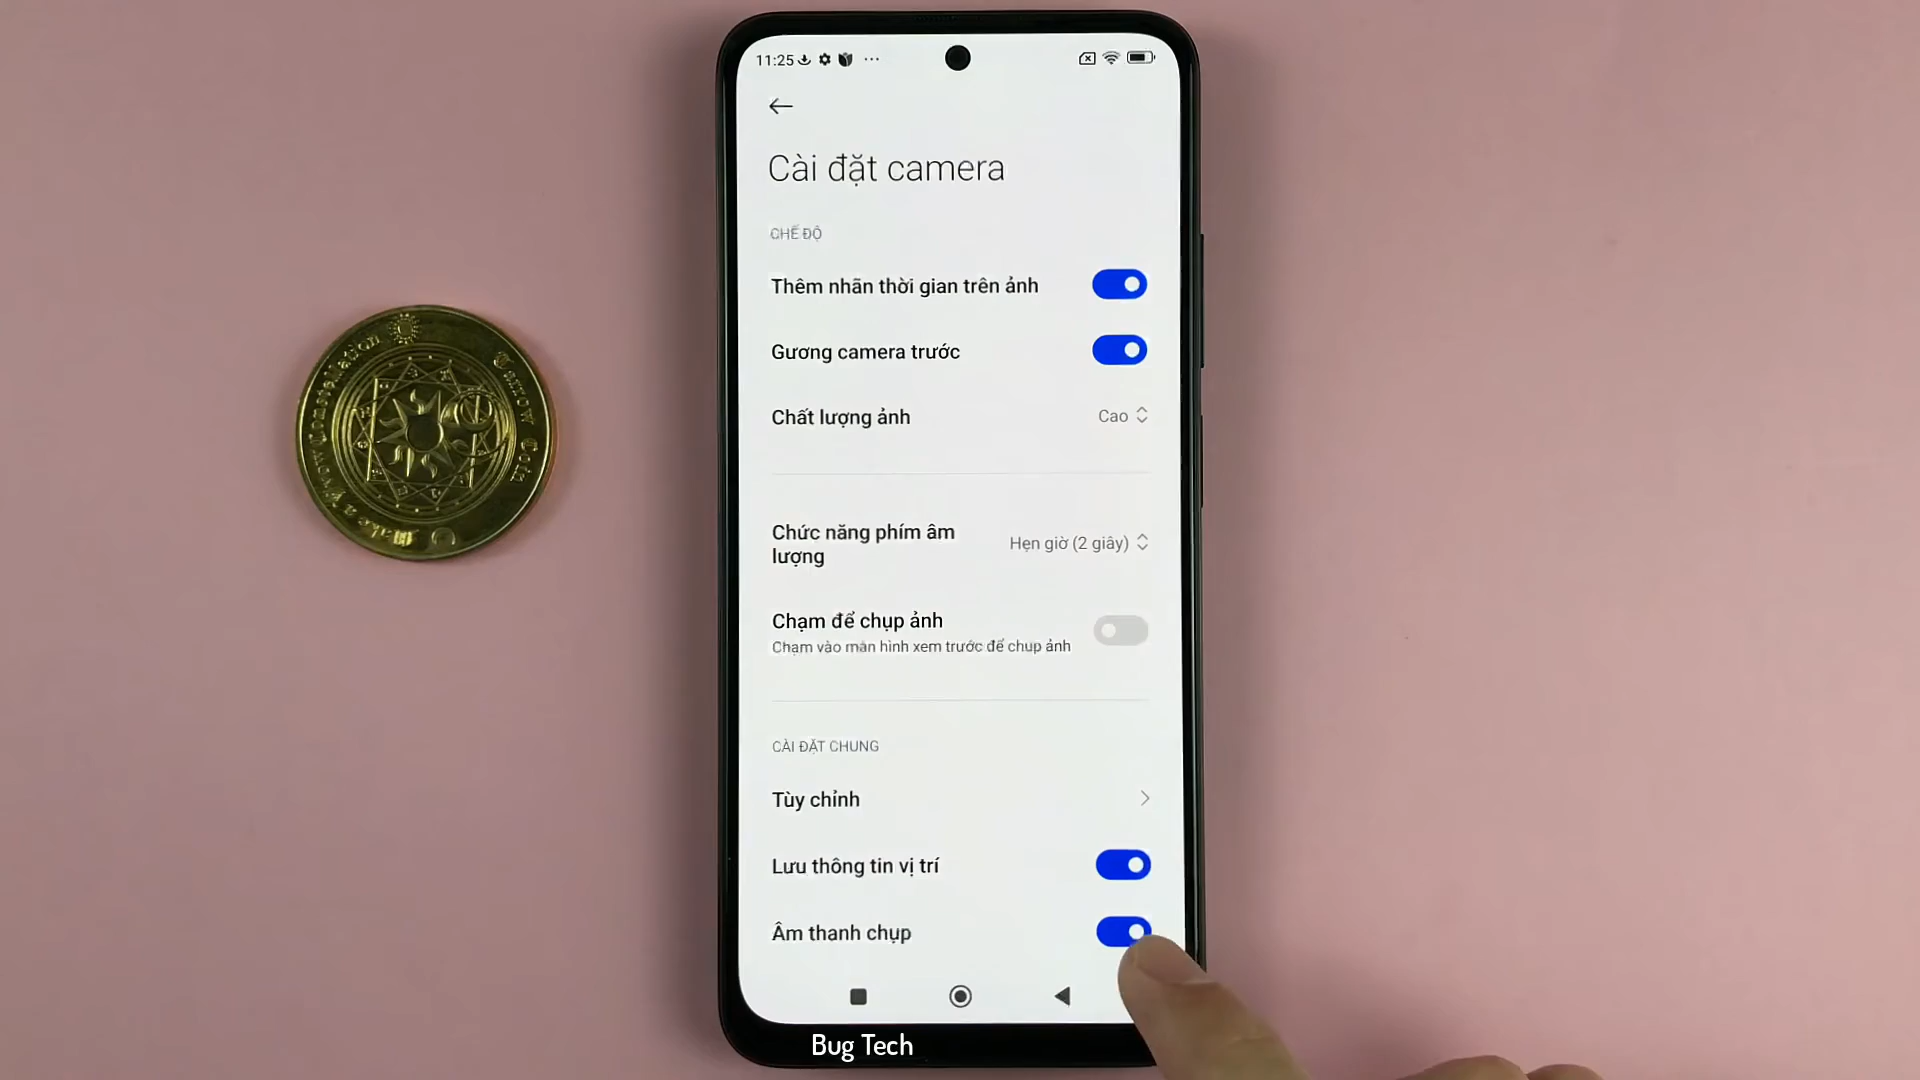 11:25
Cài đặt camera
CHẾ ĐỘ
Thêm nhãn thời gian trên ảnh
Gương camera trước
Chất lượng ảnh
Cao
Chức năng phím âm
lượng
Hẹn giờ (2 giây)
Chạm để chụp ảnh
Chạm vào màn hình xem trước để chụp ảnh
CÀI ĐẶT CHUNG
Tùy chỉnh
Lưu thông tin vị trí
Âm thanh chụp
Bug Tech